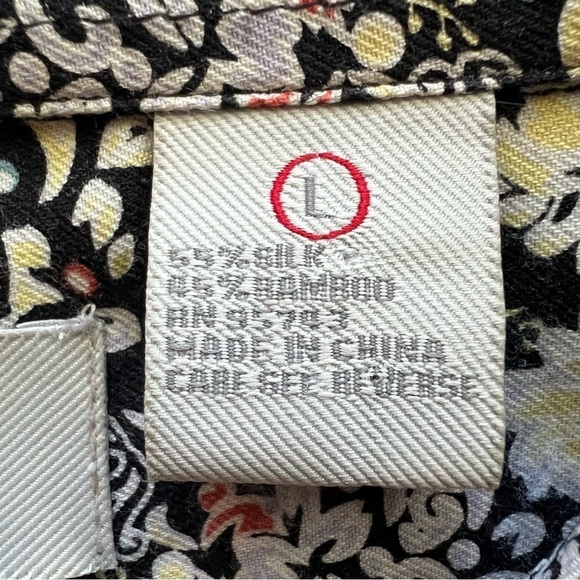 L
55% SILK
45% BAMBOO
RN 95793
MADE IN CHINA
CARE SEE REVERSE